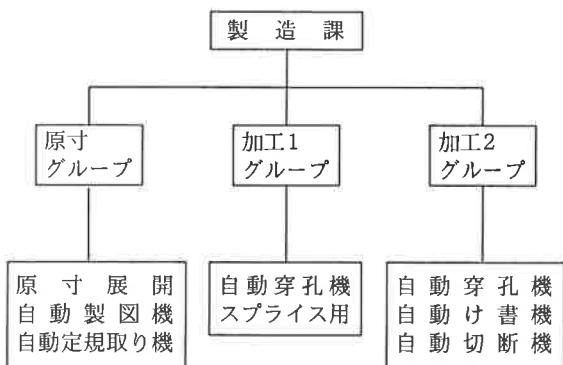 製造課
原寸
グループ
加工1
グループ
加工2
グループ
原寸展開
自動製図機
自動定規取り機
自動穿孔機
スプライス用
自動穿孔機
自動け書機
自動切断機